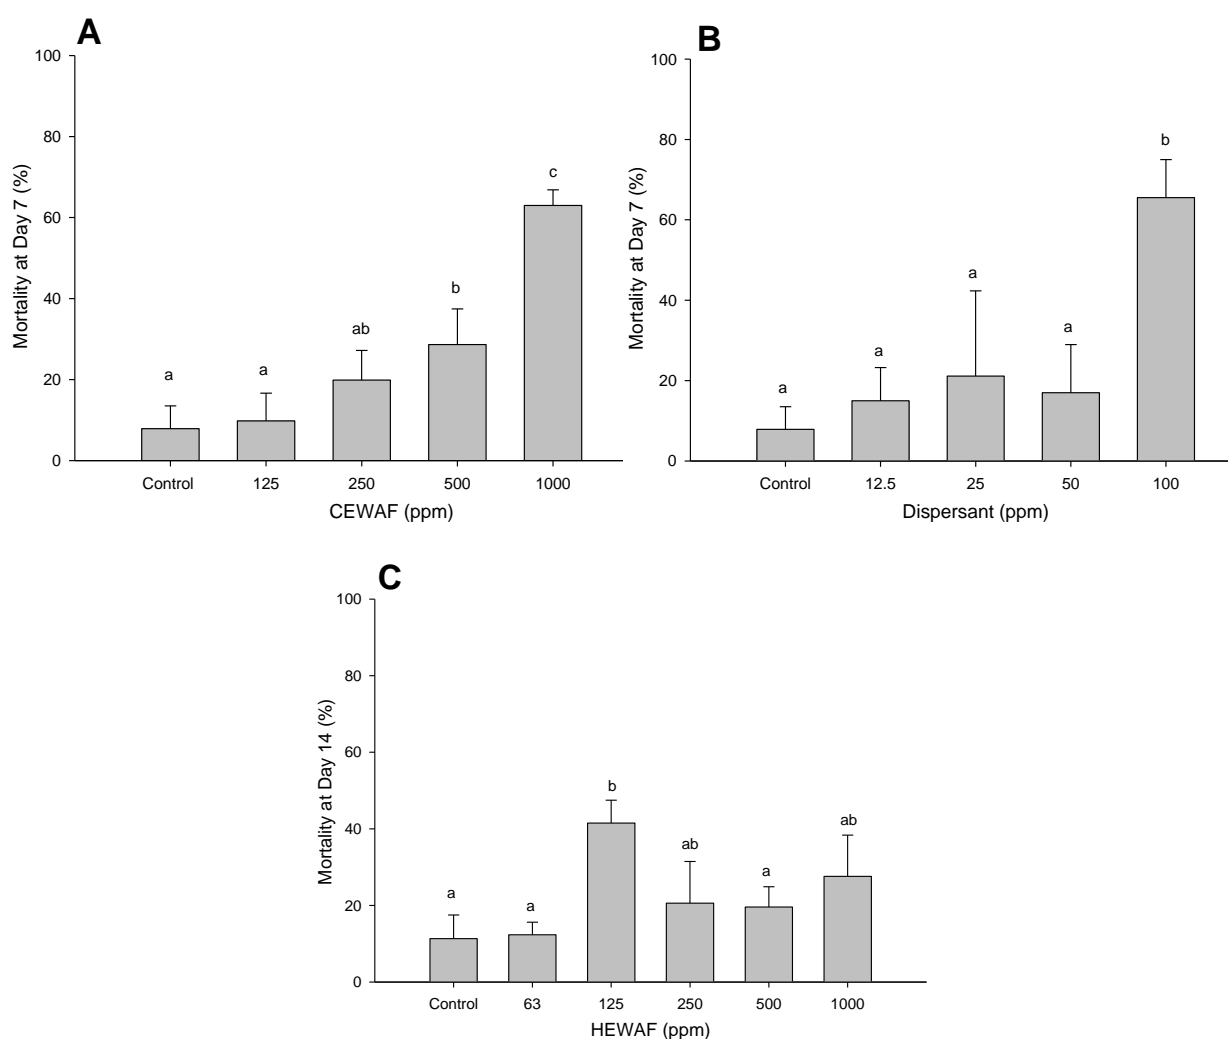 A
Mortality at Day 7 (%)
100
80
60
40
20
0
a
a
ab
b
c
Control 125 250 500 1000
CEWAF (ppm)
B
Mortality at Day 7 (%)
100
80
60
40
20
0
a
a
a
a
b
Control 12.5 25 50 100
Dispersant (ppm)
C
Mortality at Day 14 (%)
100
80
60
40
20
0
a
a
b
ab
a
ab
Control 63 125 250 500 1000
HEWAF (ppm)